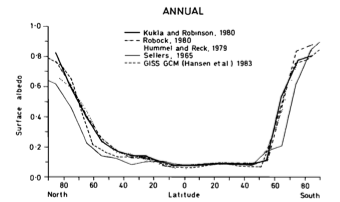 ANNUAL
Kukla and Robinson, 1980
Robock, 1980
Hummel and Reck, 1979
Sellers, 1965
GISS GCM (Hansen et al) 1983
Surface albedo
1·0
0·8
0·6
0·4
0·2
0·0
80 60 40 20 0 20 40 60 80
North Latitude South